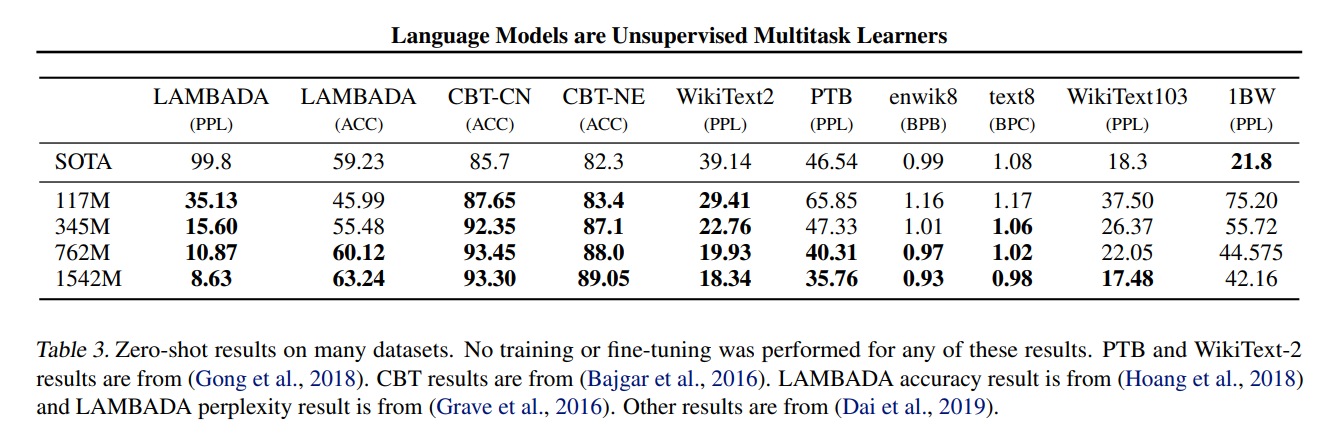 Language Models are Unsupervised Multitask Learners
LAMBADA LAMBADA CBT-CN CBT-NE WikiText2 PTB enwik8 text8 WikiText103 1BW
(PPL) (ACC) (ACC) (ACC) (PPL) (PPL) (BPB) (BPC) (PPL) (PPL)
SOTA 99.8 59.23 85.7 82.3 39.14 46.54 0.99 1.08 18.3 21.8
117M 35.13 45.99 87.65 83.4 29.41 65.85 1.16 1.17 37.50 75.20
345M 15.60 55.48 92.35 87.1 22.76 47.33 1.01 1.06 26.37 55.72
762M 10.87 60.12 93.45 88.0 19.93 40.31 0.97 1.02 22.05 44.575
1542M 8.63 63.24 93.30 89.05 18.34 35.76 0.93 0.98 17.48 42.16
Table 3. Zero-shot results on many datasets. No training or fine-tuning was performed for any of these results. PTB and WikiText-2
results are from (Gong et al., 2018). CBT results are from (Bajgar et al., 2016). LAMBADA accuracy result is from (Hoang et al., 2018)
and LAMBADA perplexity result is from (Grave et al., 2016). Other results are from (Dai et al., 2019).